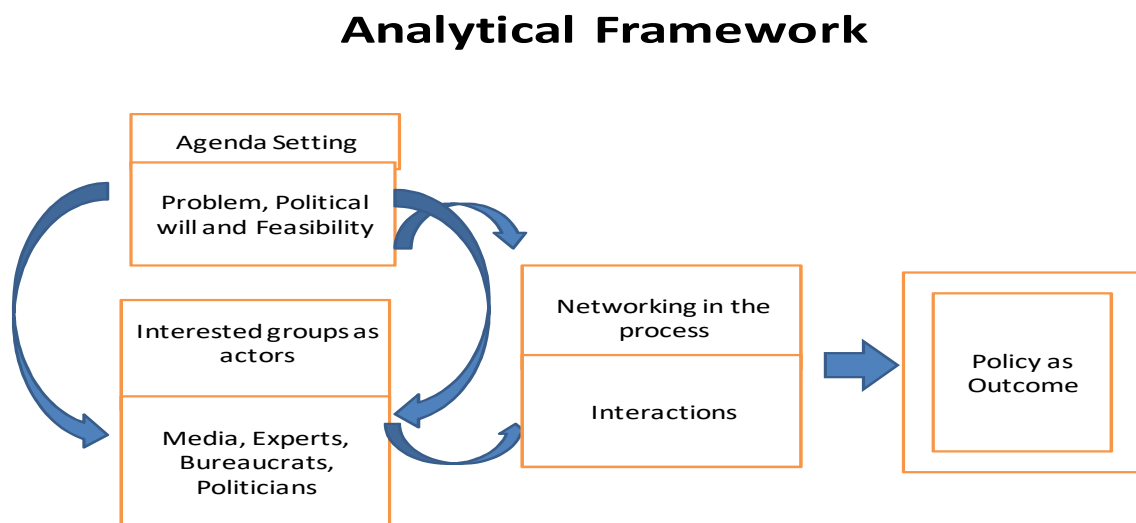 Analytical Framework
Agenda Setting
Problem, Political
will and Feasibility
Interested groups as
actors
Media, Experts,
Bureaucrats,
Politicians
Networking in the
process
Interactions
Policy as
Outcome